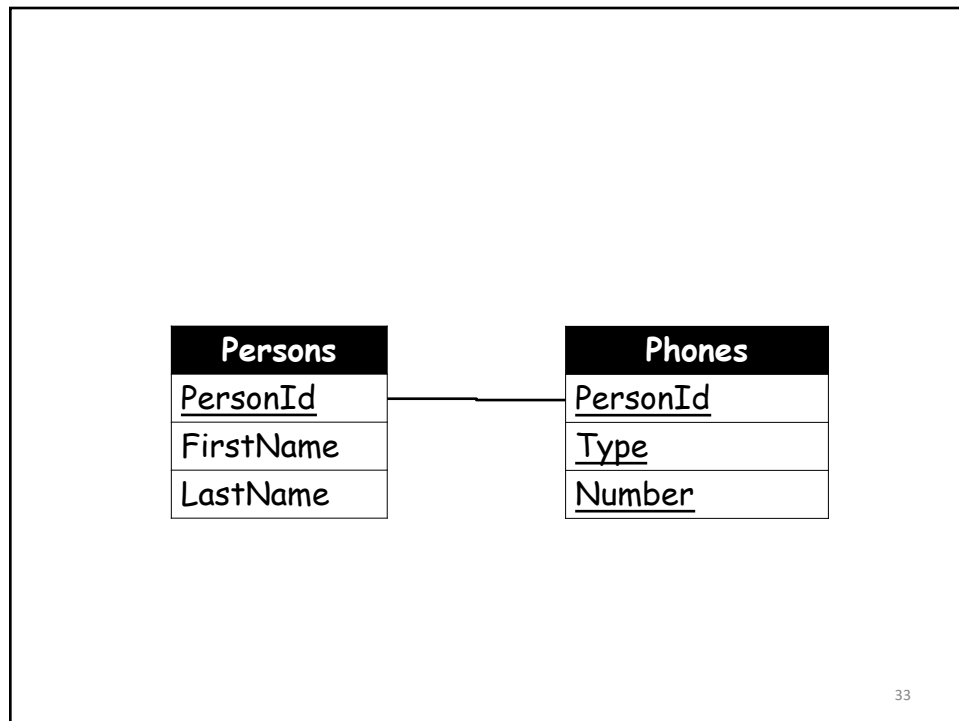 Persons
PersonId
FirstName
LastName
Phones
PersonId
Type
Number
33